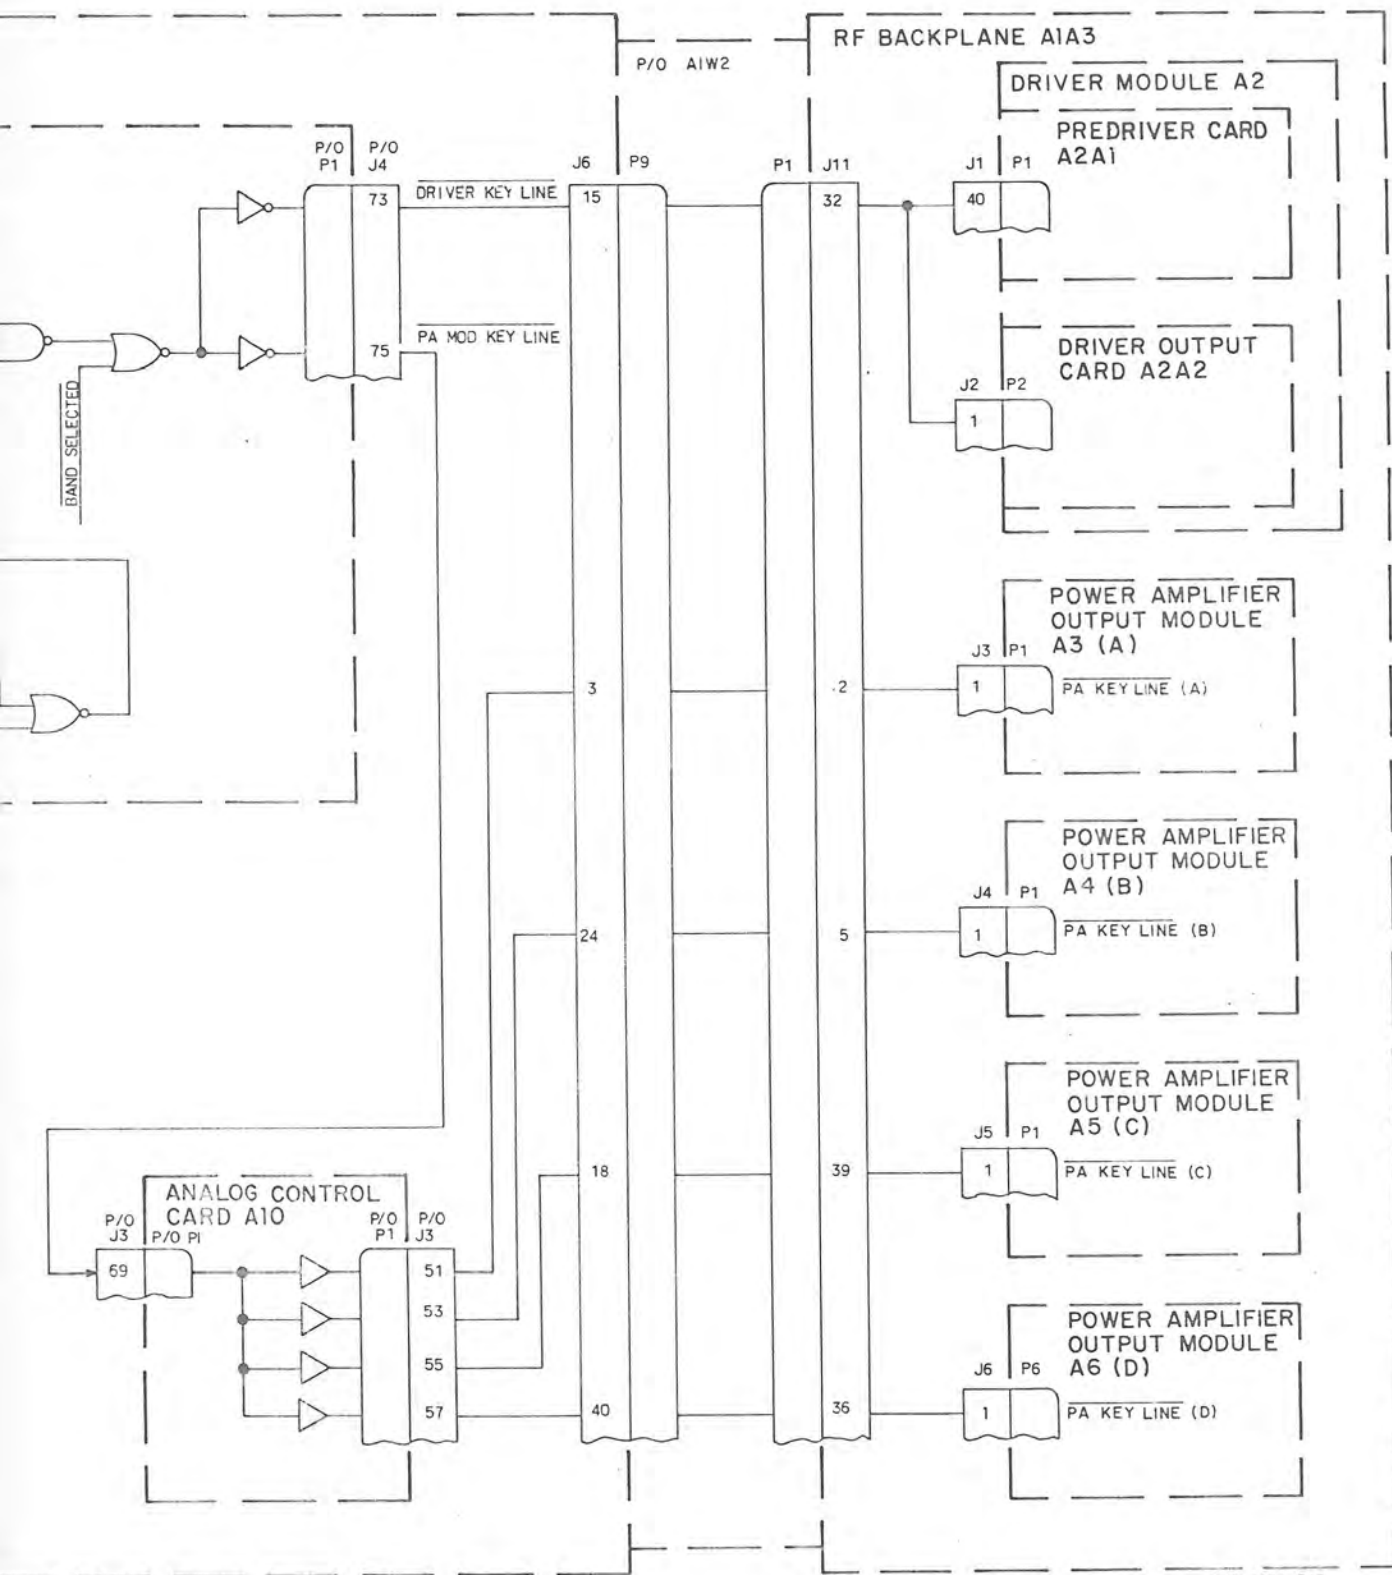 RF BACKPLANE A1A3
P/O A1W2
DRIVER MODULE A2
PREDRIVER CARD
A2A1
P/O P/O
P1 J4
J6 P9
P1 J11
J1 P1
73
DRIVER KEY LINE
15
32
40
75
PA MOD KEY LINE
BAND SELECTED
DRIVER OUTPUT
CARD A2A2
J2 P2
1
POWER AMPLIFIER
OUTPUT MODULE
A3 (A)
J3 P1
3
2
1
PA KEY LINE (A)
POWER AMPLIFIER
OUTPUT MODULE
A4 (B)
J4 P1
24
5
1
PA KEY LINE (B)
POWER AMPLIFIER
OUTPUT MODULE
A5 (C)
J5 P1
18
39
1
PA KEY LINE (C)
ANALOG CONTROL
CARD A10
P/O
J3 P/O P1
P/O P/O
P1 J3
69
51
53
55
57
40
36
POWER AMPLIFIER
OUTPUT MODULE
A6 (D)
J6 P6
1
PA KEY LINE (D)